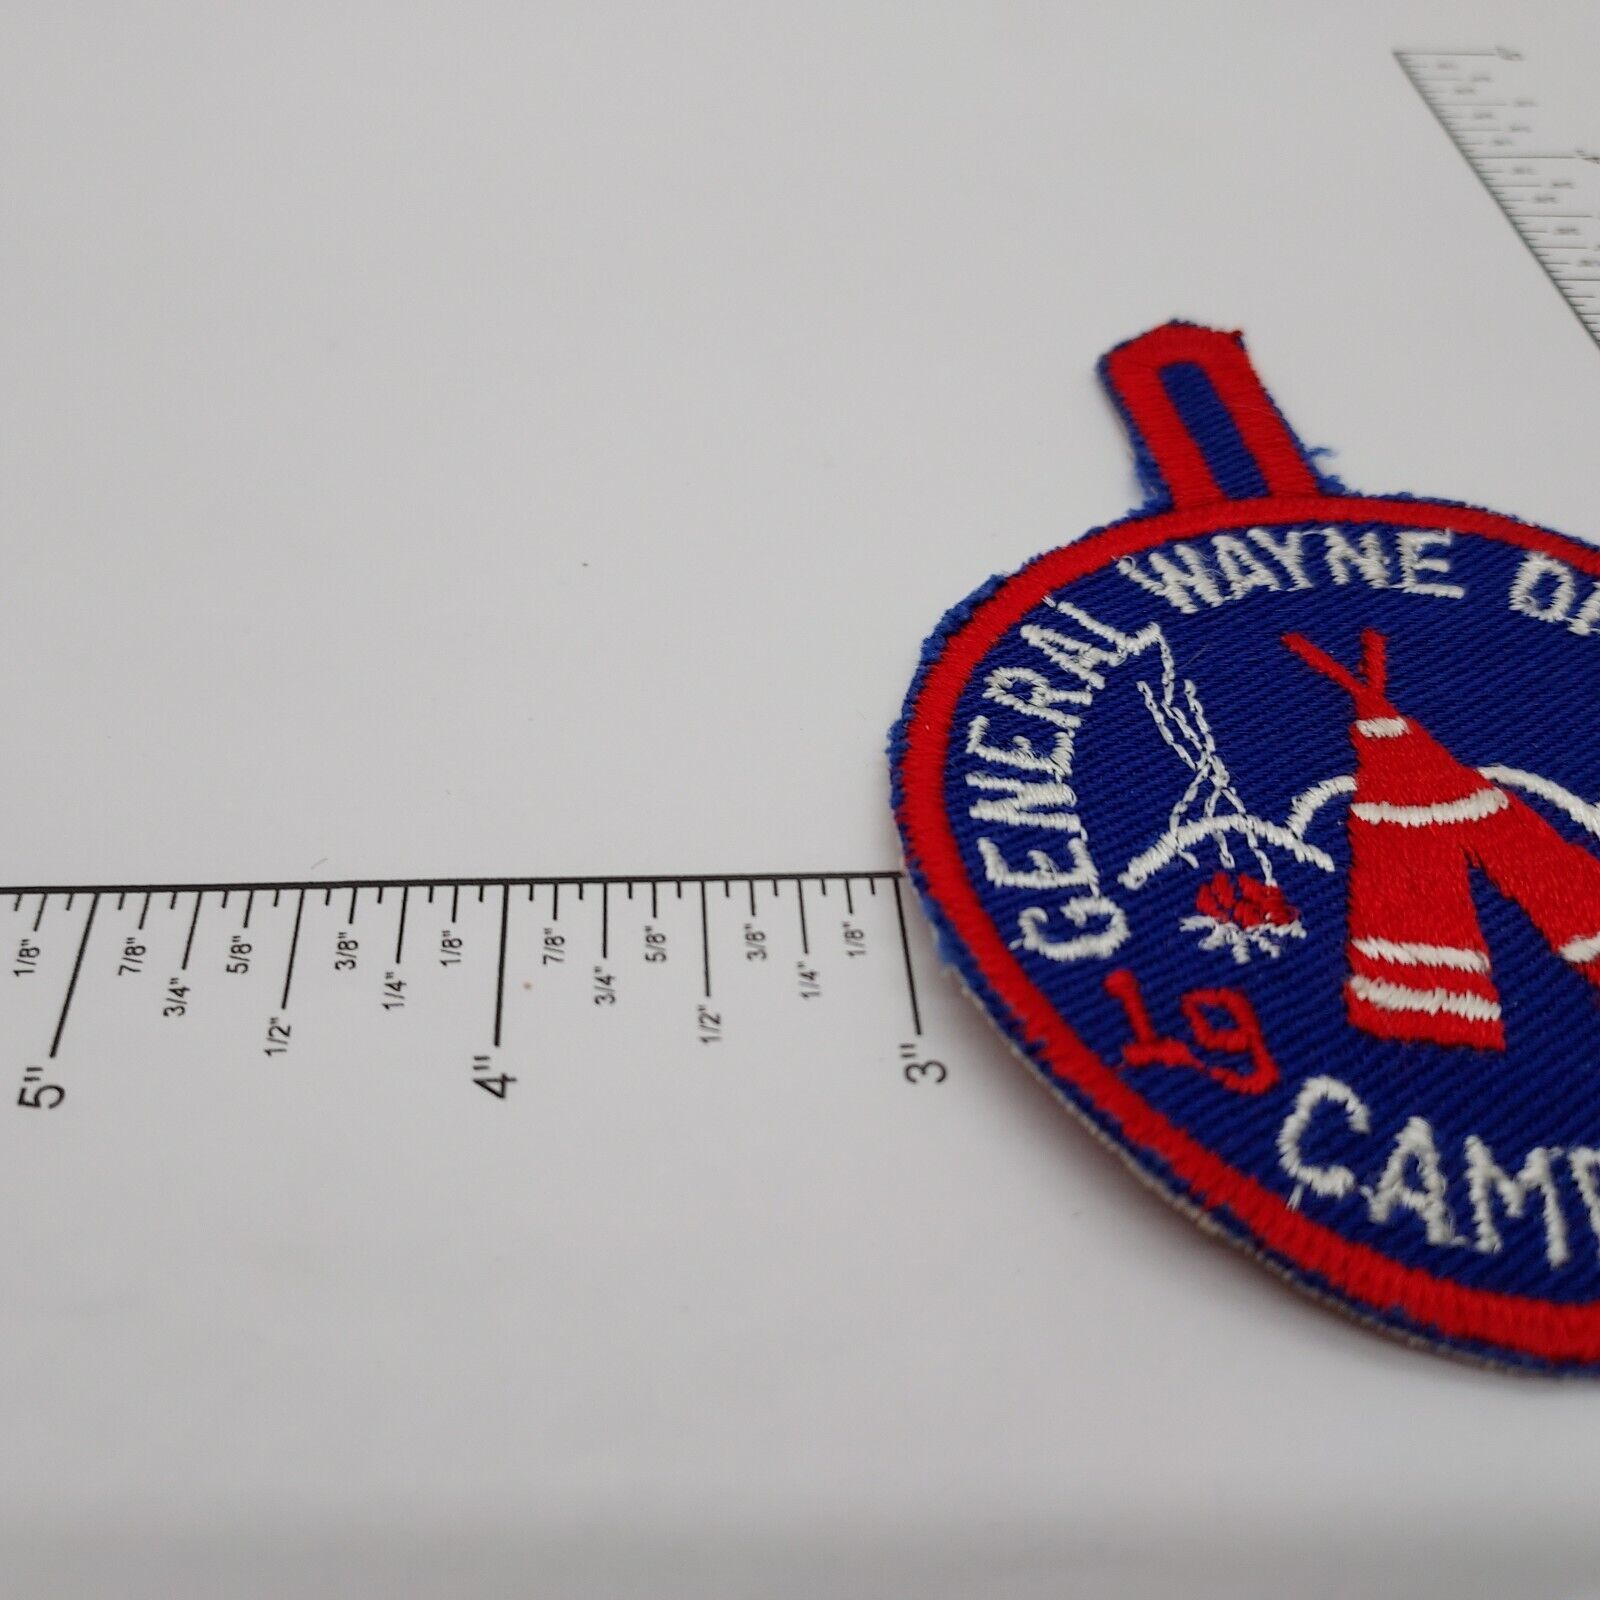 GENERAL WAYNE
19
CAMP
1/8" 7/8" 3/4" 5/8" 1/2" 3/8" 1/4" 1/8" 7/8" 3/4" 5/8" 1/2" 3/8" 1/4" 1/8"
5" 4" 3"